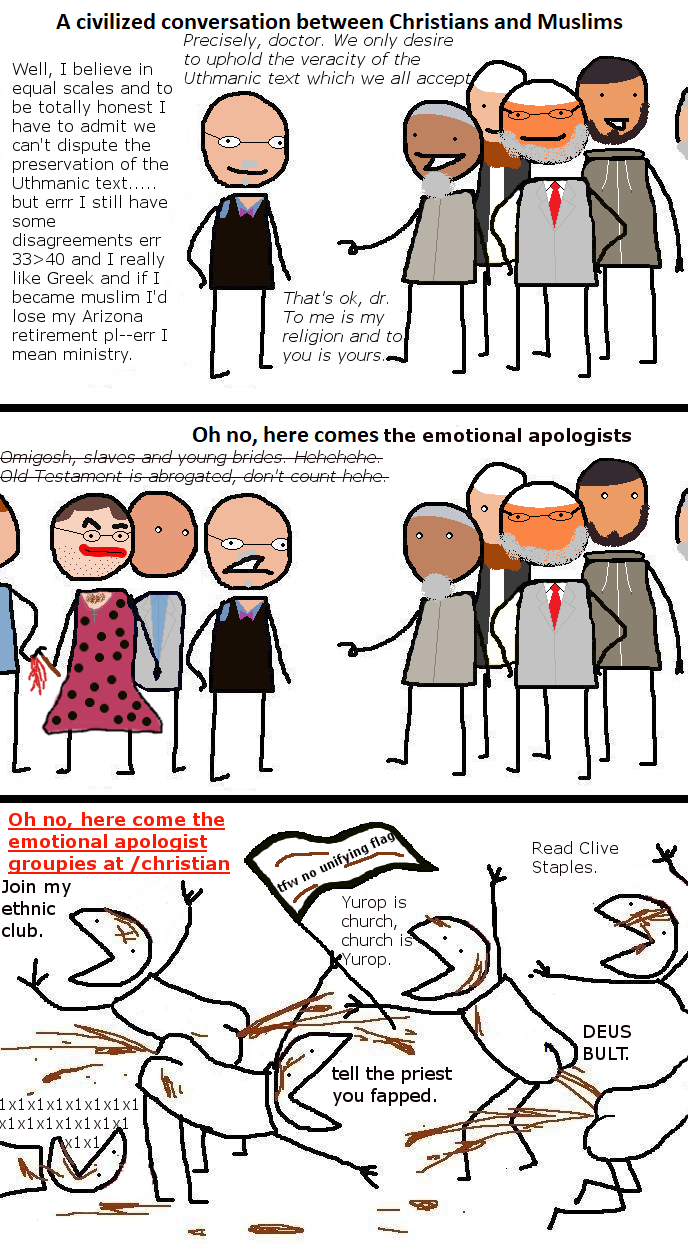 A civilized conversation between Christians and Muslims
Precisely, doctor. We only desire
to uphold the veracity of the
Uthmanic text which we all accept
Well, I believe in
equal scales and to
be totally honest I
have to admit we
can't dispute the
preservation of the
Uthmanic text.....
but errr I still have
some
disagreements err
33>40 and I really
like Greek and if I
became muslim I'd
lose my Arizona
retirement pl--err I
mean ministry.
That's ok, dr.
To me is my
religion and to
you is yours.
Oh no, here comes the emotional apologists
Omigosh, slaves and young brides. Hehehehe.
Old Testament is abrogated, don't count hehe.
Oh no, here come the
emotional apologist
groupies at /christian
Join my
ethnic
club.
tfw no unifying flag
Yurop is
church,
church is
Yurop.
Read Clive
Staples.
DEUS
BULT.
tell the priest
you fapped.
1x1x1x1x1x1x1x1
x1x1x1x1x1x1x1
x1x1